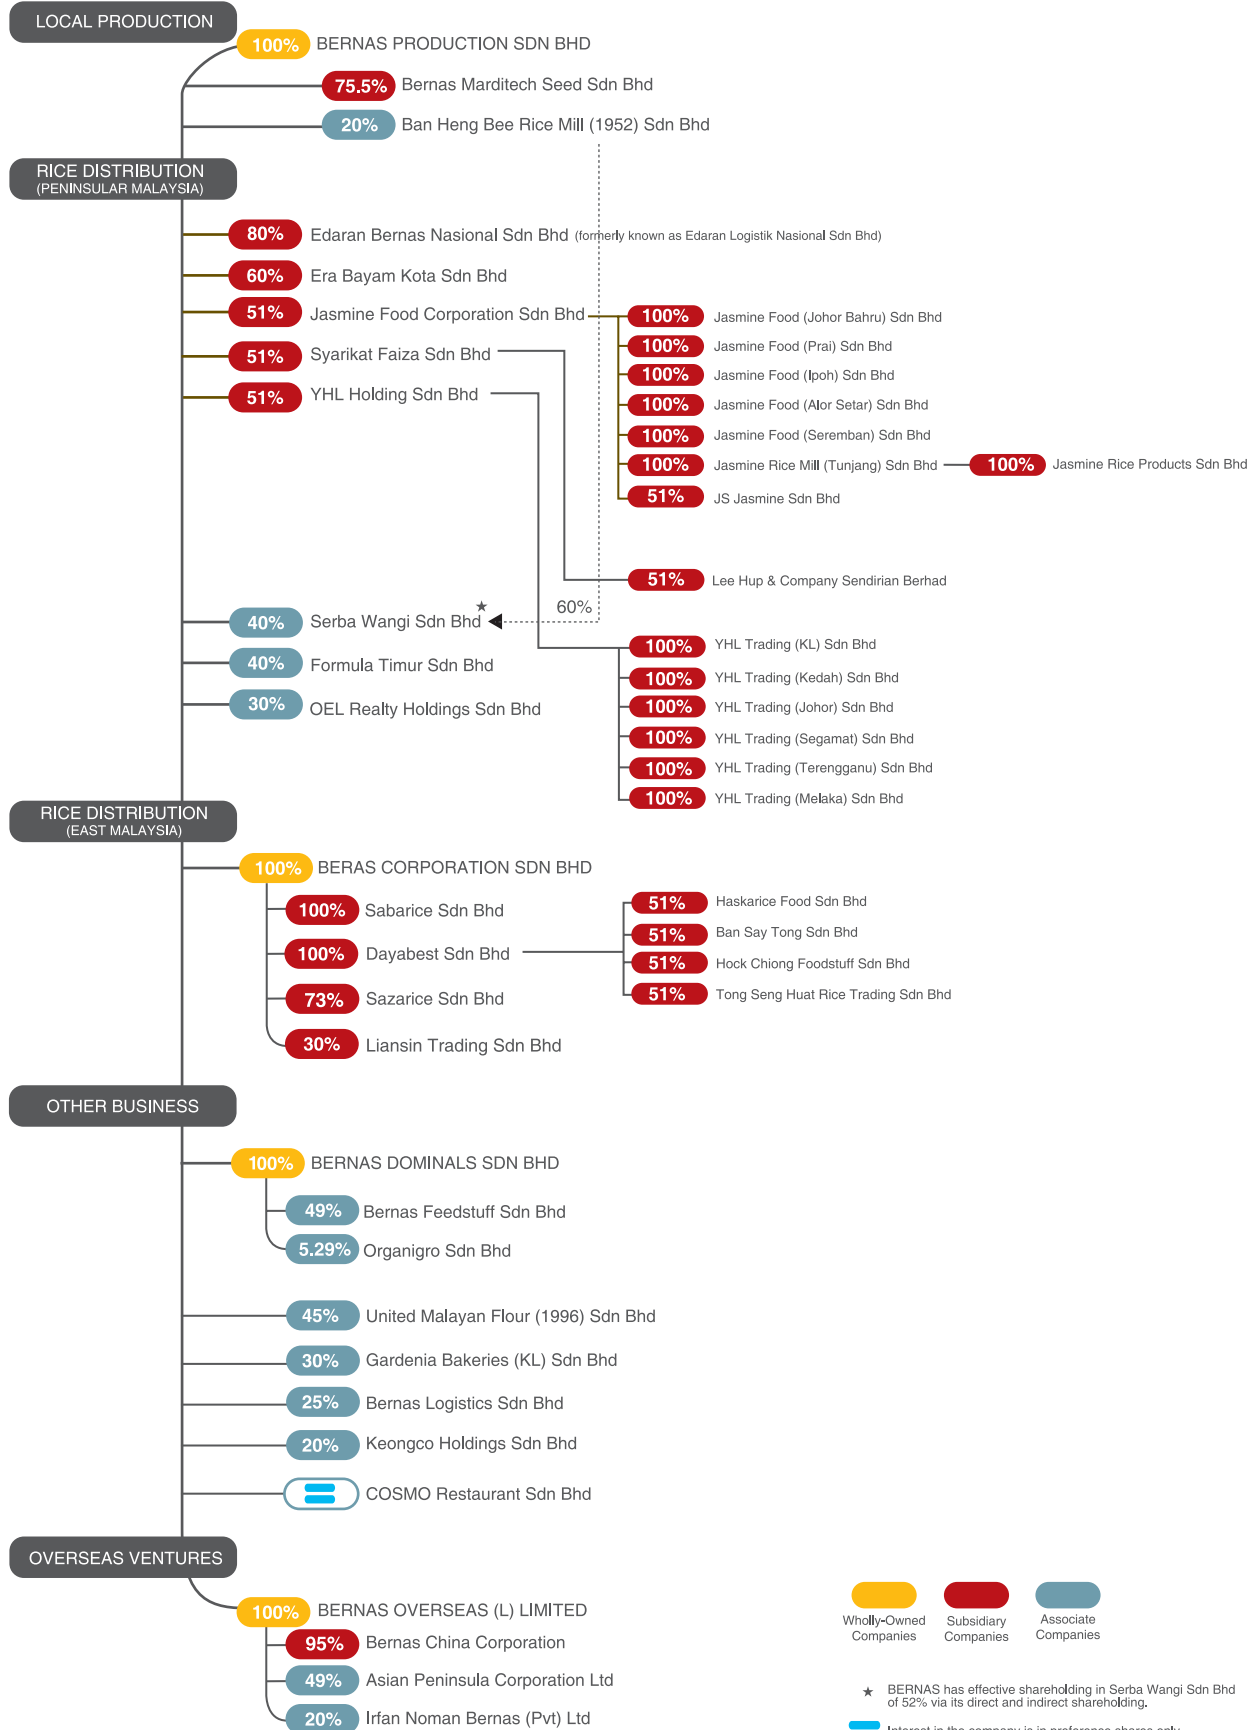 LOCAL PRODUCTION
100% BERNAS PRODUCTION SDN BHD
75.5% Bernas Marditech Seed Sdn Bhd
20% Ban Heng Bee Rice Mill (1952) Sdn Bhd
RICE DISTRIBUTION
(PENINSULAR MALAYSIA)
80% Edaran Bernas Nasional Sdn Bhd (formerly known as Edaran Logistik Nasional Sdn Bhd)
60% Era Bayam Kota Sdn Bhd
51% Jasmine Food Corporation Sdn Bhd
100% Jasmine Food (Johor Bahru) Sdn Bhd
100% Jasmine Food (Prai) Sdn Bhd
100% Jasmine Food (Ipoh) Sdn Bhd
100% Jasmine Food (Alor Setar) Sdn Bhd
100% Jasmine Food (Seremban) Sdn Bhd
100% Jasmine Rice Mill (Tunjang) Sdn Bhd 100% Jasmine Rice Products Sdn Bhd
51% JS Jasmine Sdn Bhd
51% Syarikat Faiza Sdn Bhd
51% Lee Hup & Company Sendirian Berhad
51% YHL Holding Sdn Bhd
100% YHL Trading (KL) Sdn Bhd
100% YHL Trading (Kedah) Sdn Bhd
100% YHL Trading (Johor) Sdn Bhd
100% YHL Trading (Segamat) Sdn Bhd
100% YHL Trading (Terengganu) Sdn Bhd
100% YHL Trading (Melaka) Sdn Bhd
40% Serba Wangi Sdn Bhd ★ 60%
40% Formula Timur Sdn Bhd
30% OEL Realty Holdings Sdn Bhd
RICE DISTRIBUTION
(EAST MALAYSIA)
100% BERAS CORPORATION SDN BHD
100% Sabarice Sdn Bhd
100% Dayabest Sdn Bhd
51% Haskarice Food Sdn Bhd
51% Ban Say Tong Sdn Bhd
51% Hock Chiong Foodstuff Sdn Bhd
51% Tong Seng Huat Rice Trading Sdn Bhd
73% Sazarice Sdn Bhd
30% Liansin Trading Sdn Bhd
OTHER BUSINESS
100% BERNAS DOMINALS SDN BHD
49% Bernas Feedstuff Sdn Bhd
5.29% Organigro Sdn Bhd
45% United Malayan Flour (1996) Sdn Bhd
30% Gardenia Bakeries (KL) Sdn Bhd
25% Bernas Logistics Sdn Bhd
20% Keongco Holdings Sdn Bhd
COSMO Restaurant Sdn Bhd
OVERSEAS VENTURES
100% BERNAS OVERSEAS (L) LIMITED
95% Bernas China Corporation
49% Asian Peninsula Corporation Ltd
20% Irfan Noman Bernas (Pvt) Ltd
Wholly-Owned
Companies
Subsidiary
Companies
Associate
Companies
★ BERNAS has effective shareholding in Serba Wangi Sdn Bhd
of 52% via its direct and indirect shareholding.
Interest in the company is in preference shares only